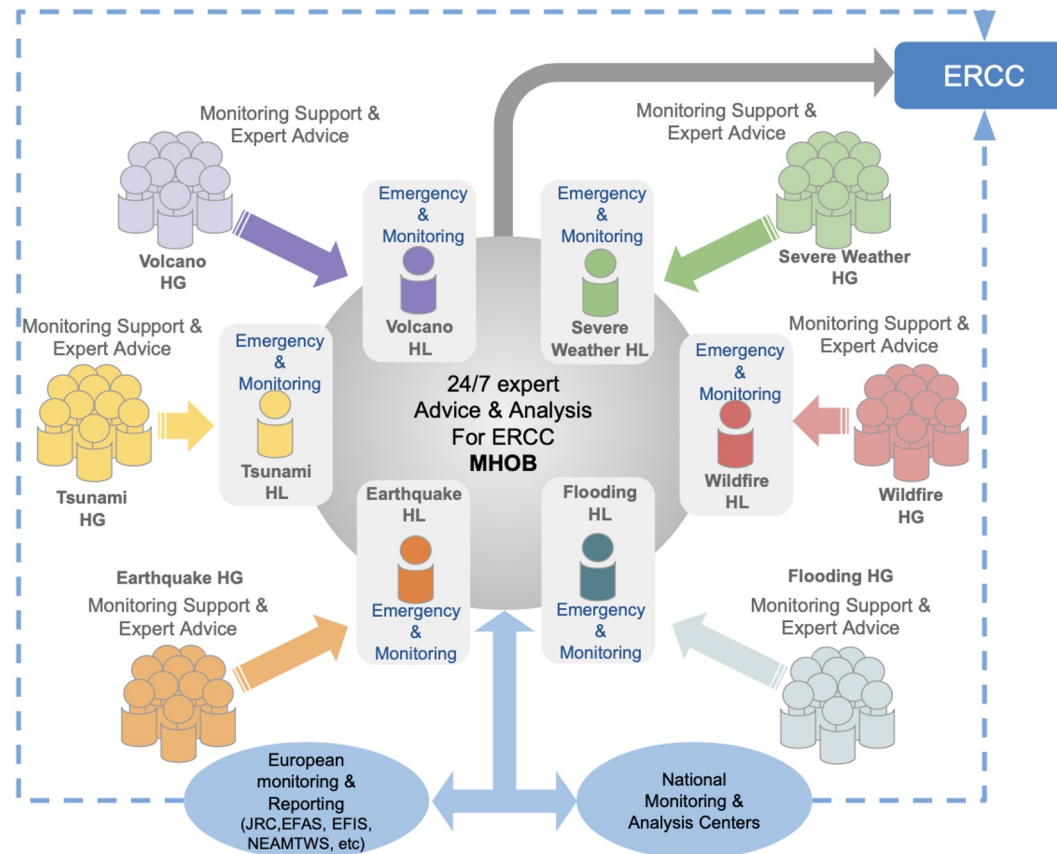 ERCC
Monitoring Support &
Expert Advice
Volcano
HG
Emergency
&
Monitoring
Volcano
HL
Emergency
&
Monitoring
Severe
Weather HL
Monitoring Support &
Expert Advice
Severe Weather
HG
Monitoring Support &
Expert Advice
Tsunami
HG
Emergency
&
Monitoring
Tsunami
HL
24/7 expert
Advice & Analysis
For ERCC
MHOB
Emergency
&
Monitoring
Wildfire
HL
Monitoring Support &
Expert Advice
Wildfire
HG
Earthquake
HL
Emergency
&
Monitoring
Flooding
HL
Emergency
&
Monitoring
Earthquake HG
Monitoring Support &
Expert Advice
Flooding HG
Monitoring Support &
Expert Advice
European
monitoring &
Reporting
(JRC,EFAS, EFIS,
NEAMTWS, etc)
National
Monitoring &
Analysis Centers